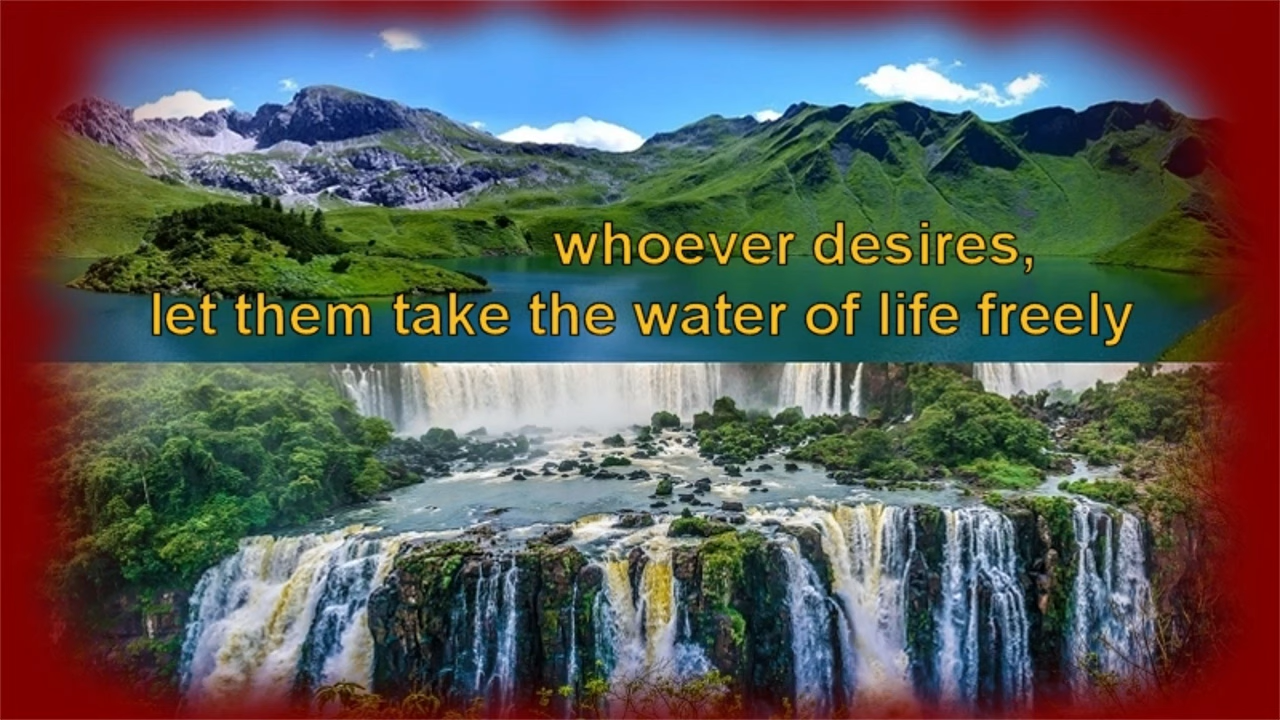 whoever desires,
let them take the water of life freely